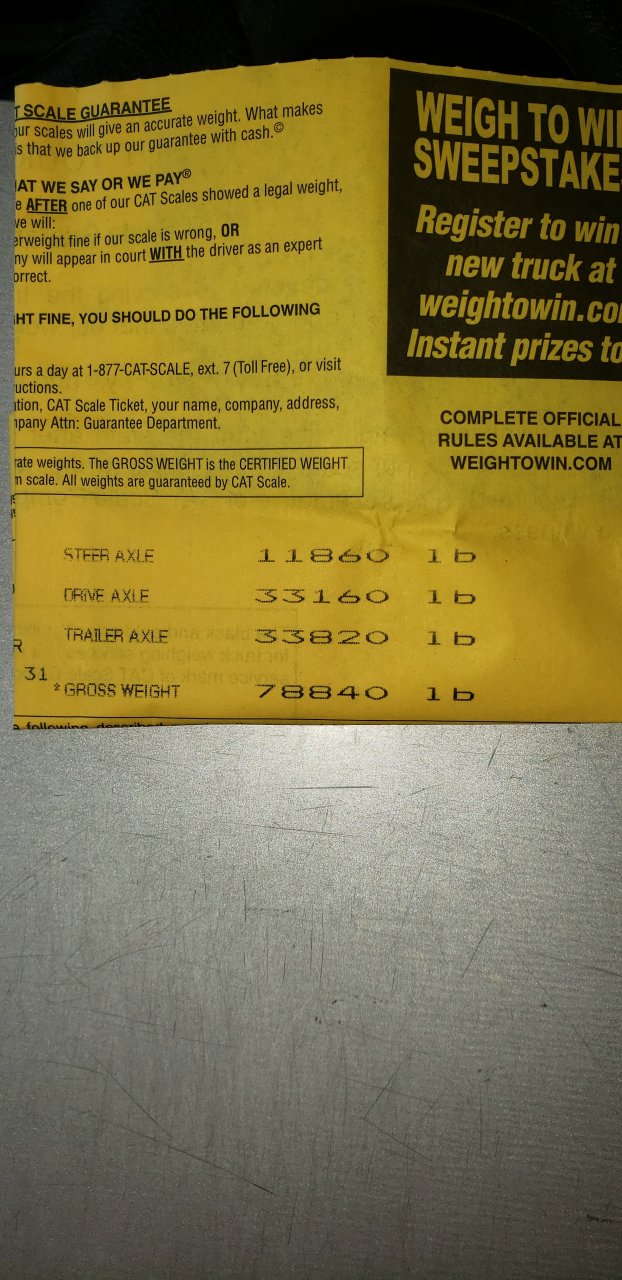 T SCALE GUARANTEE
our scales will give an accurate weight. What makes
s that we back up our guarantee with cash.©
HAT WE SAY OR WE PAY®
e AFTER one of our CAT Scales showed a legal weight,
we will:
erweight fine if our scale is wrong, OR
ny will appear in court WITH the driver as an expert
orrect.
HT FINE, YOU SHOULD DO THE FOLLOWING
urs a day at 1-877-CAT-SCALE, ext. 7 (Toll Free), or visit
uctions.
ation, CAT Scale Ticket, your name, company, address,
mpany Attn: Guarantee Department.
rate weights. The GROSS WEIGHT is the CERTIFIED WEIGHT
m scale. All weights are guaranteed by CAT Scale.
WEIGH TO WI
SWEEPSTAKE
Register to win
new truck at
weightowin.co
Instant prizes to
COMPLETE OFFICIAL
RULES AVAILABLE AT
WEIGHTOWIN.COM
STEER AXLE 11860 lb
DRIVE AXLE 33160 lb
TRAILER AXLE 33820 lb
R
31
* GROSS WEIGHT 78840 lb
e following described